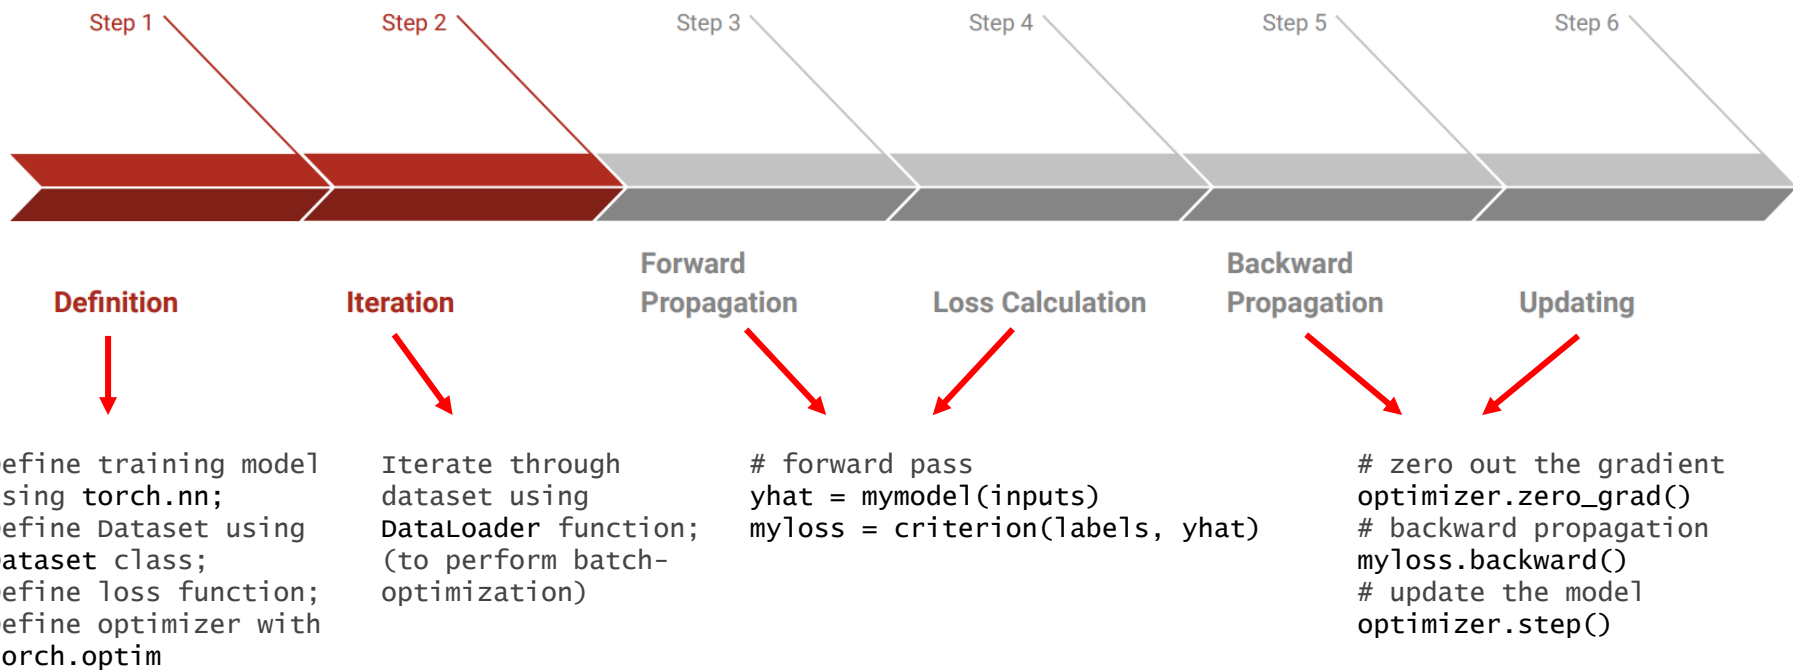 Step 1
Step 2
Step 3
Step 4
Step 5
Step 6
Definition
Iteration
Forward
Propagation
Loss Calculation
Backward
Propagation
Updating
efine training model
sing torch.nn;
efine Dataset using
ataset class;
efine loss function;
efine optimizer with
orch.optim
Iterate through
dataset using
DataLoader function;
(to perform batch-
optimization)
# forward pass
yhat = mymodel(inputs)
myloss = criterion(labels, yhat)
# zero out the gradient
optimizer.zero_grad()
# backward propagation
myloss.backward()
# update the model
optimizer.step()